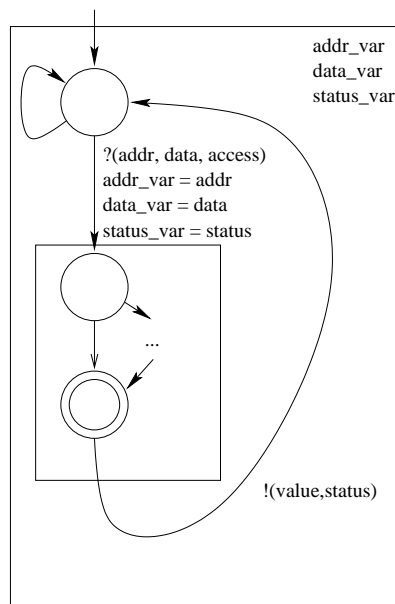 addr_var
data_var
status_var
?(addr, data, access)
addr_var = addr
data_var = data
status_var = status
...
!(value,status)